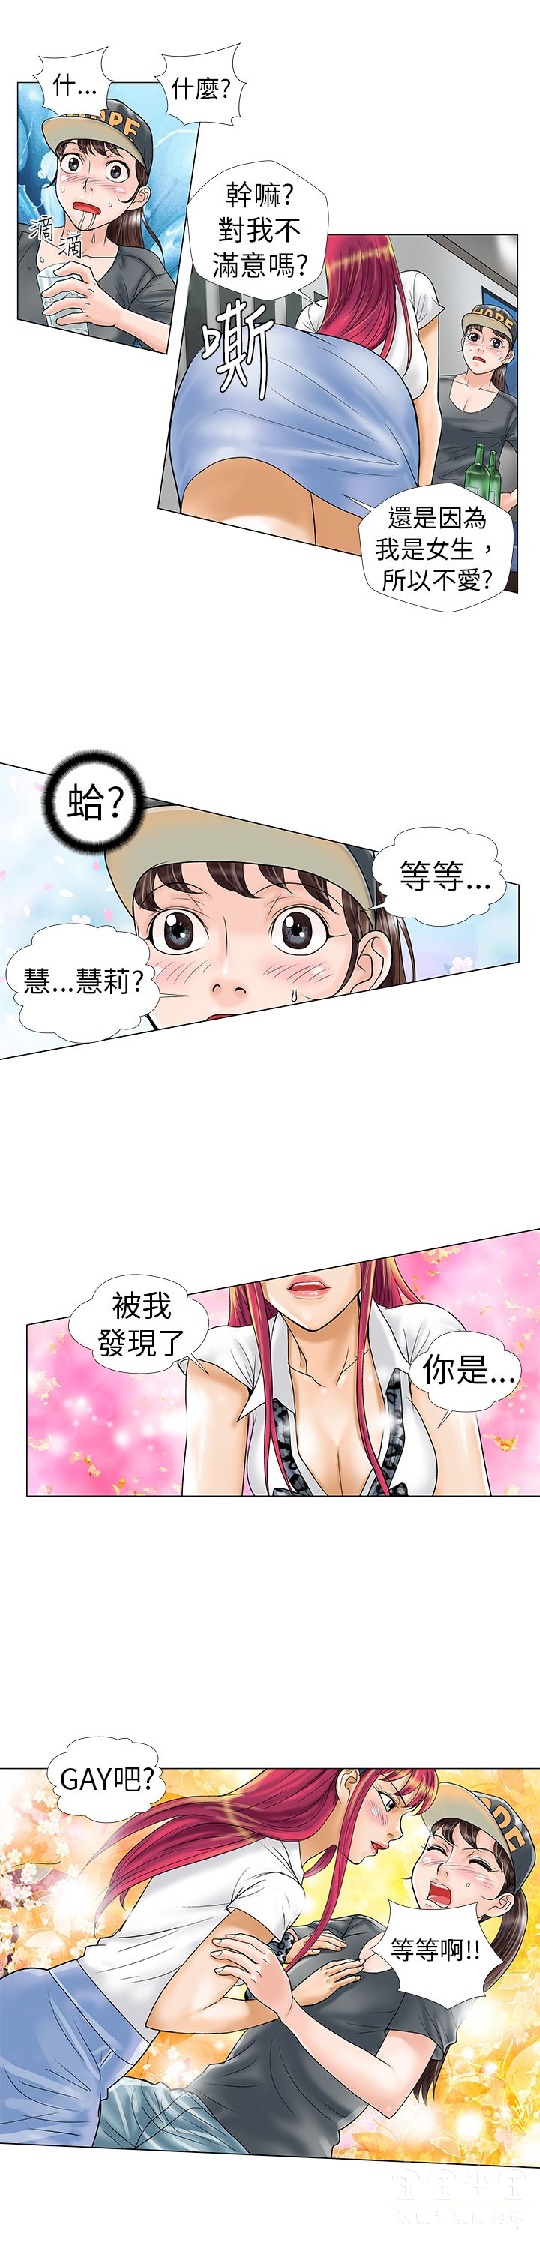 什...
什麼?
滴滴
幹嘛?
對我不
滿意嗎?
嘶
還是因為
我是女生，
所以不愛?
蛤?
等等...
慧...慧莉?
被我
發現了
你是...
GAY吧?
等等啊!!